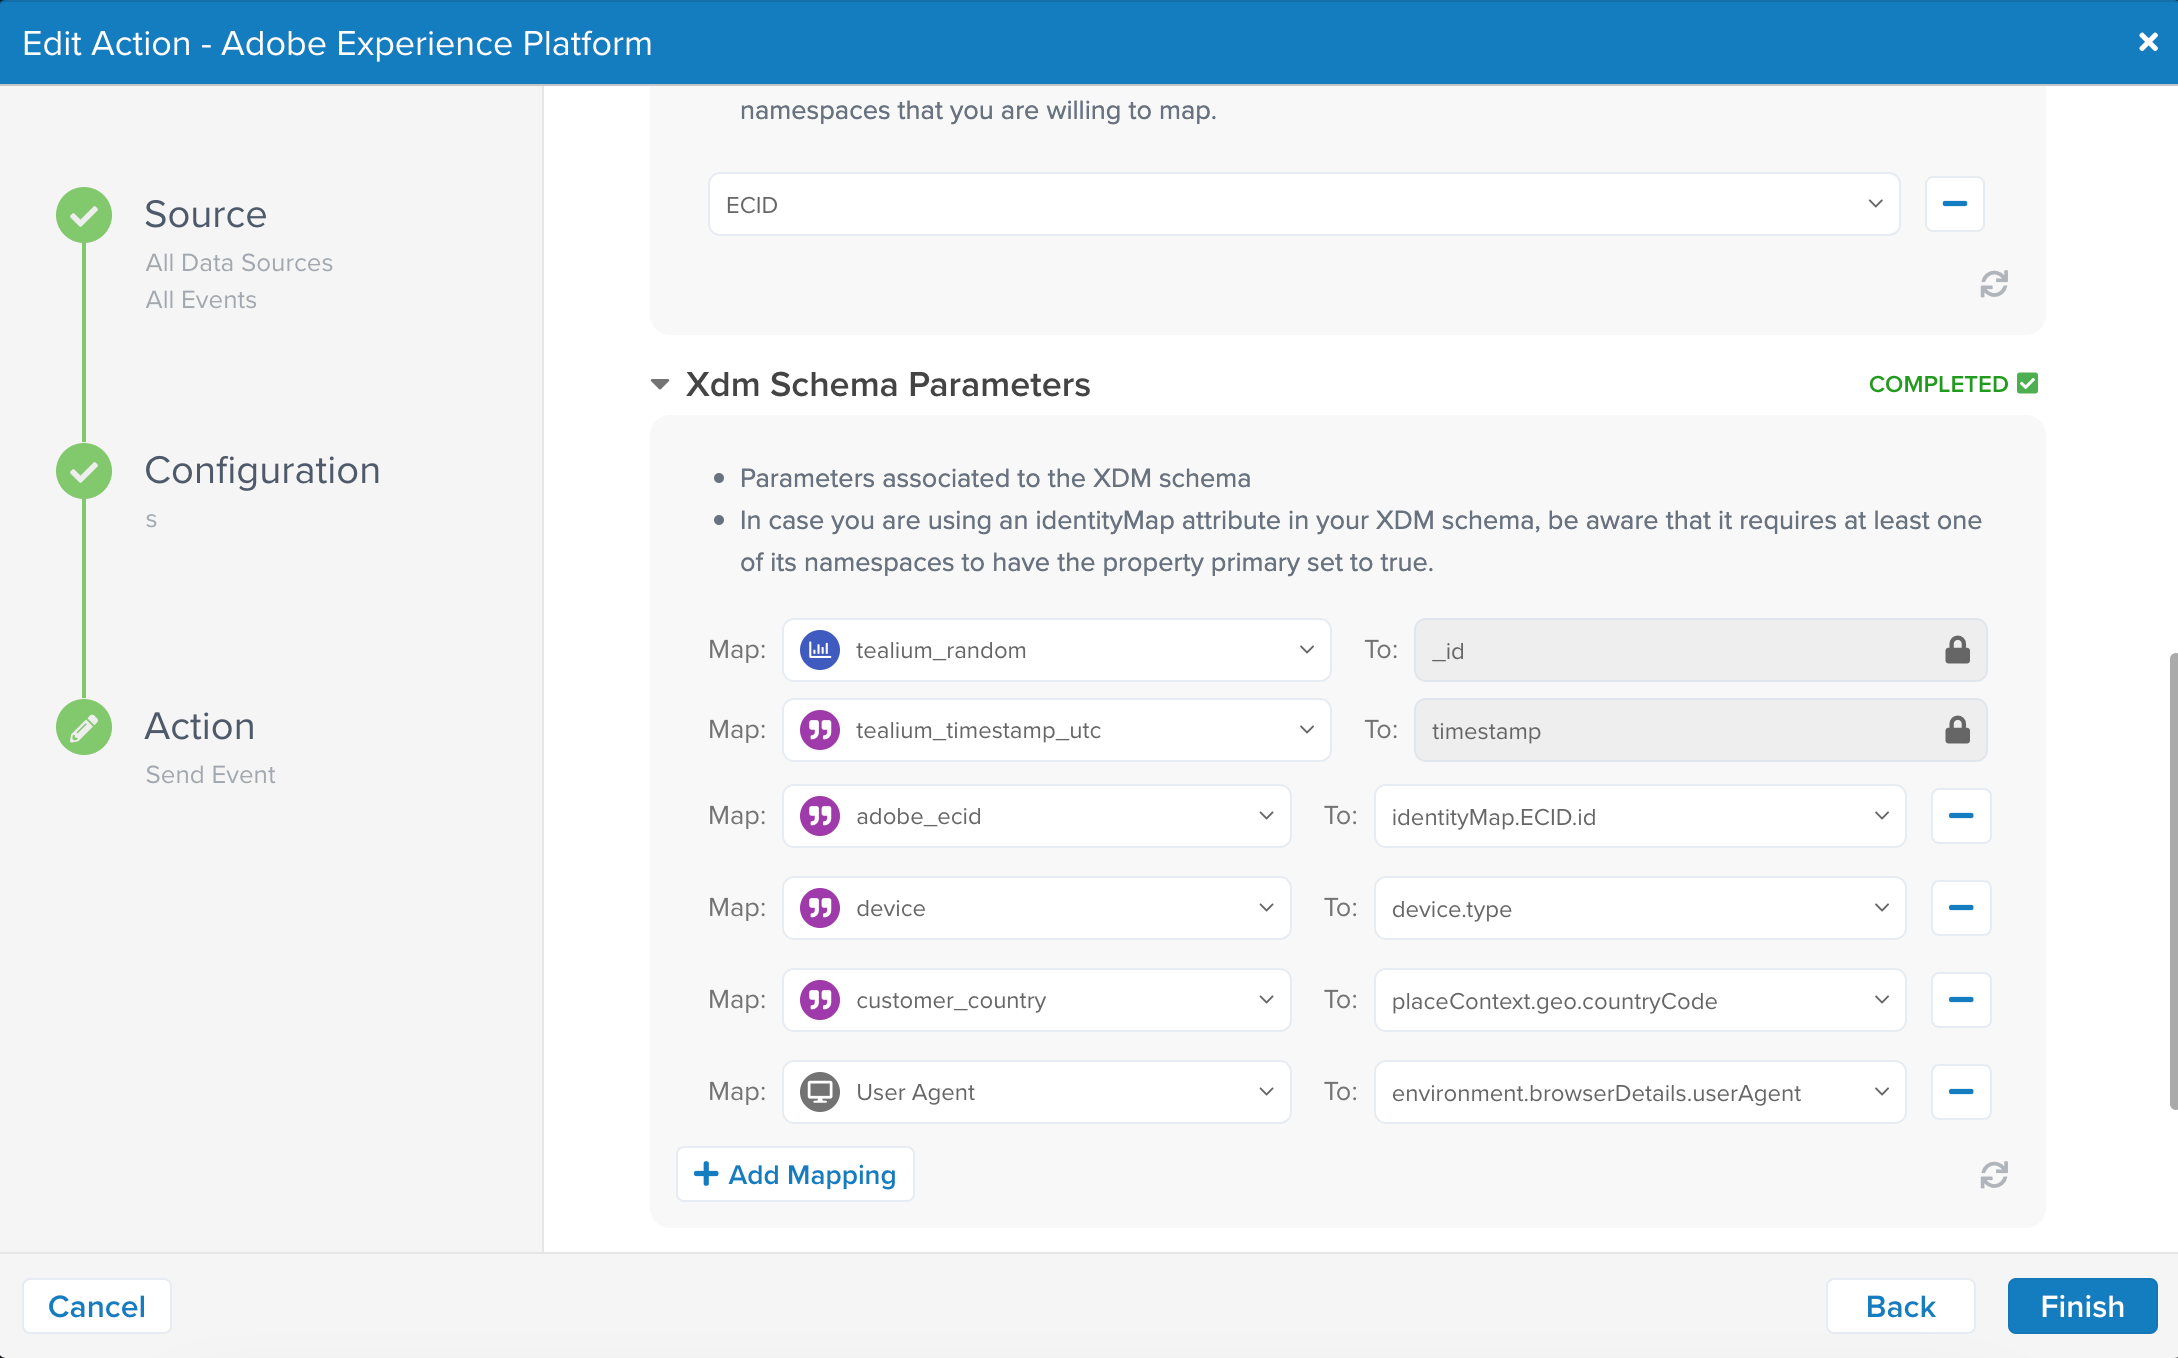 Edit Action - Adobe Experience Platform
namespaces that you are willing to map.
Source
All Data Sources
All Events
ECID
Xdm Schema Parameters
COMPLETED
Configuration
s
Parameters associated to the XDM schema
In case you are using an identityMap attribute in your XDM schema, be aware that it requires at least one
of its namespaces to have the property primary set to true.
Action
Send Event
Map: tealium_random To: _id
Map: tealium_timestamp_utc To: timestamp
Map: adobe_ecid To: identityMap.ECID.id
Map: device To: device.type
Map: customer_country To: placeContext.geo.countryCode
Map: User Agent To: environment.browserDetails.userAgent
Add Mapping
Cancel
Back
Finish